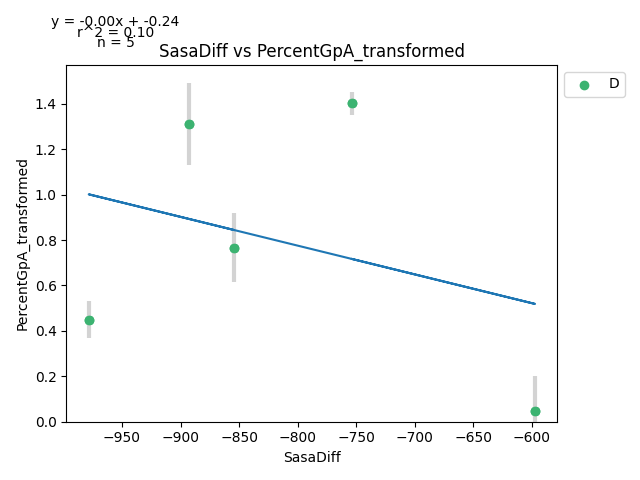 y = -0.00x + -0.24
r^2 = 0.10
n = 5
SasaDiff vs PercentGpA_transformed
D
PercentGpA_transformed
1.4
1.2
1.0
0.8
0.6
0.4
0.2
0.0
−950 −900 −850 −800 −750 −700 −650 −600
SasaDiff